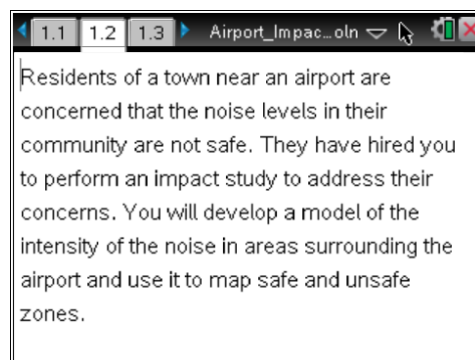 1.1 1.2 1.3 Airport_Impac...oln
Residents of a town near an airport are
concerned that the noise levels in their
community are not safe. They have hired you
to perform an impact study to address their
concerns. You will develop a model of the
intensity of the noise in areas surrounding the
airport and use it to map safe and unsafe
zones.